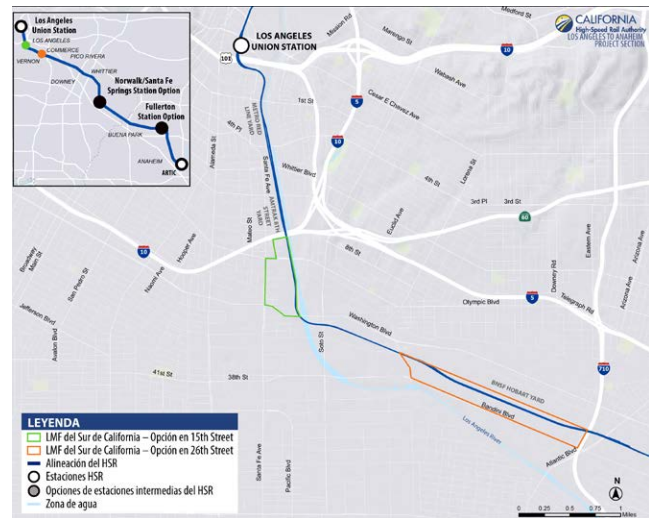 Los Angeles
Union Station
LOS ANGELES
COMMERCE
VERNON
PICO RIVERA
WHITTIER
DOWNEY
Norwalk/Santa Fe
Springs Station Option
Fullerton
Station Option
BUENA PARK
ANAHEIM
ARTIC
LOS ANGELES
UNION STATION
CALIFORNIA
High-Speed Rail Authority
LOS ANGELES TO ANAHEIM
PROJECT SECTION
101
Mission Rd
Marengo St
Medford St
10
Wabash Ave
Cesar E Chavez Ave
5
1st St
METRO RED
LINE YARD
4th Pl
Alameda St
10
Lorena St
Whittier Blvd
4th St
3rd Pl
3rd St
60
Santa Fe Ave
AMTRAK 8TH
STREET
YARD
Mateo St
Euclid Ave
8th St
Hooper Ave
10
Naomi Ave
San Pedro St
Broadway
Main St
Downey Rd
Eastern Ave
Arizona Ave
Arizona Ave
Telegraph Rd
5
Olympic Blvd
Jefferson Blvd
Avalon Blvd
Washington Blvd
Soto St
41st St
38th St
710
BNSF HOBART YARD
Bandini Blvd
Los Angeles River
Atlantic Blvd
Santa Fe Ave
Pacific Blvd
LEYENDA
LMF del Sur de California – Opción en 15th Street
LMF del Sur de California – Opción en 26th Street
Alineación del HSR
Estaciones HSR
Opciones de estaciones intermedias del HSR
Zona de agua
N
0 0.25 0.5 1
Miles